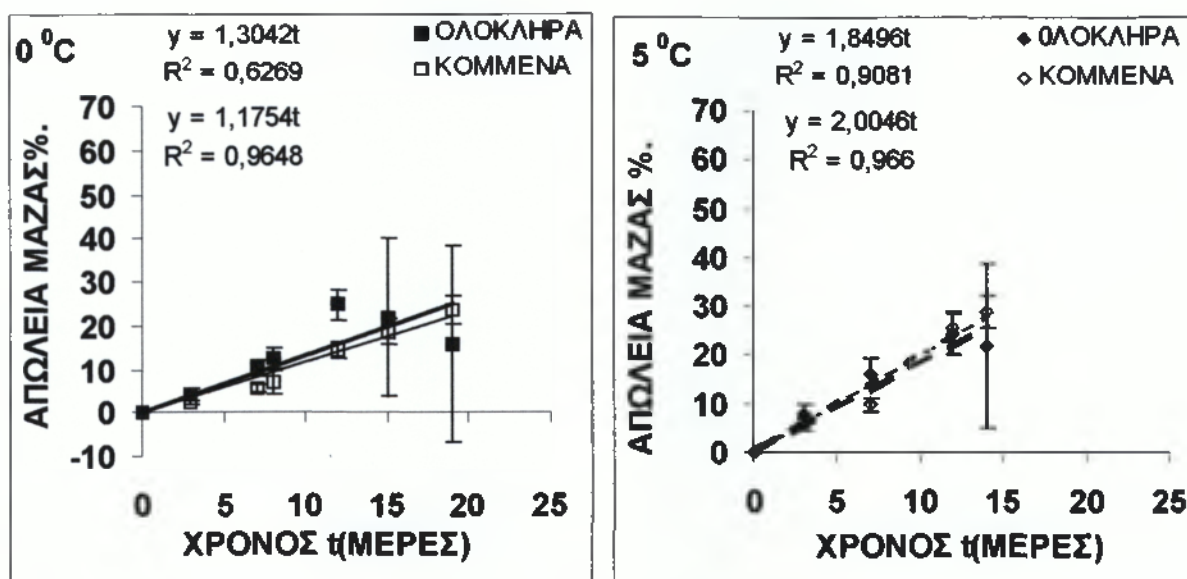 0 ⁰C
y = 1,3042t
R² = 0,6269
y = 1,1754t
R² = 0,9648
■ ΟΛΟΚΛΗΡΑ
□ ΚΟΜΜΕΝΑ
ΑΠΩΛΕΙΑ ΜΑΖΑΣ%.
70
60
50
40
30
20
10
0
-10
0 5 10 15 20 25
ΧΡΟΝΟΣ t(ΜΕΡΕΣ)
5 ⁰C
y = 1,8496t
R² = 0,9081
y = 2,0046t
R² = 0,966
◆ 0ΛΟΚΛΗΡΑ
◇ ΚΟΜΜΕΝΑ
ΑΠΩΛΕΙΑ ΜΑΖΑΣ %.
70
60
50
40
30
20
10
0
0 5 10 15 20 25
ΧΡΟΝΟΣ t(ΜΕΡΕΣ)